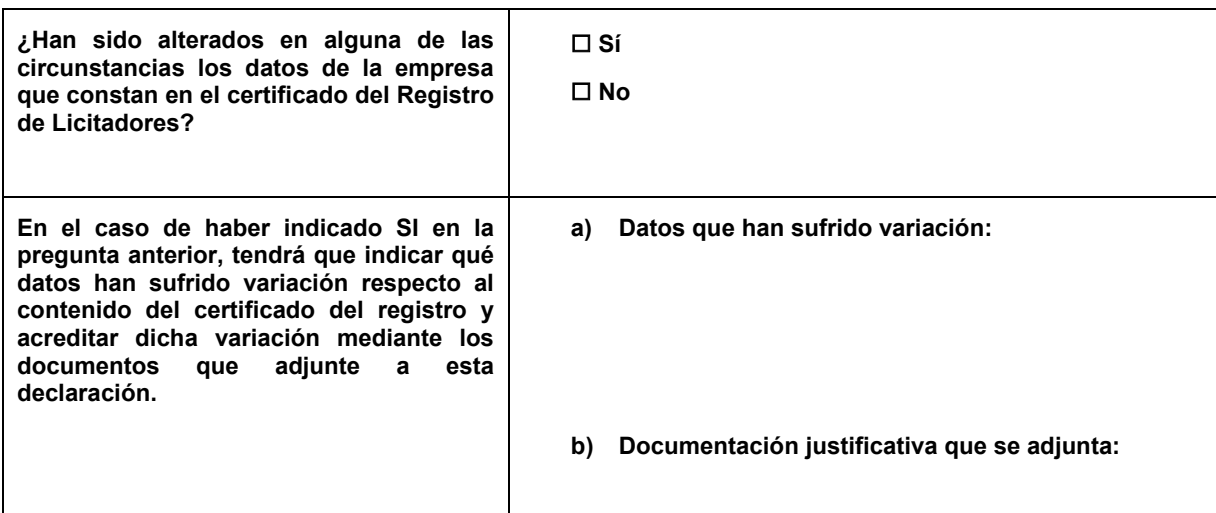 ¿Han sido alterados en alguna de las
circunstancias los datos de la empresa
que constan en el certificado del Registro
de Licitadores?
☐ Sí
☐ No
En el caso de haber indicado SI en la
pregunta anterior, tendrá que indicar qué
datos han sufrido variación respecto al
contenido del certificado del registro y
acreditar dicha variación mediante los
documentos que adjunte a esta
declaración.
a) Datos que han sufrido variación:
b) Documentación justificativa que se adjunta: